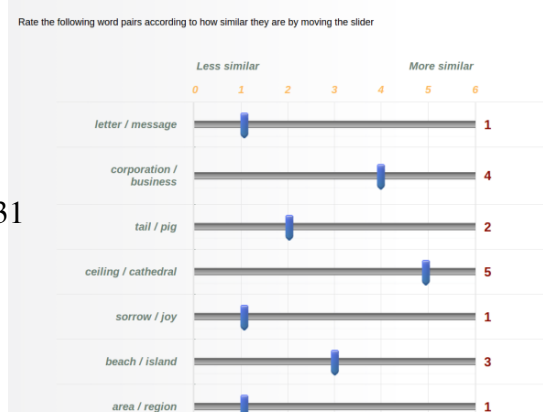 Rate the following word pairs according to how similar they are by moving the slider
Less similar More similar
0 1 2 3 4 5 6
letter / message 1
corporation /
business 4
31
tail / pig 2
ceiling / cathedral 5
sorrow / joy 1
beach / island 3
area / region 1